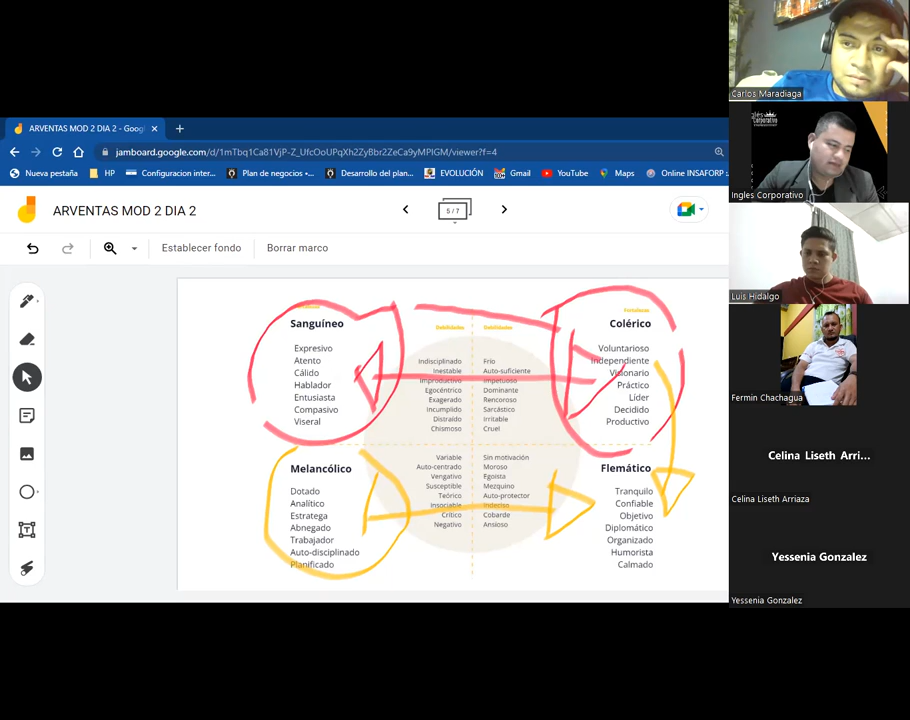 ARVENTAS MOD 2 DIA 2 - Goog
jamboard.google.com/d/1mTbq1Ca81VjP-Z_UfcOoUPqXh2ZyBbr2ZeCa9yMPIGM/viewer?f=4
Nueva pestaña
HP
Configuracion inter...
Plan de negocios -...
Desarrollo del plan...
EVOLUCIÓN
Gmail
YouTube
Maps
Online INSAFORP :...
ARVENTAS MOD 2 DIA 2
5 / 7
Establecer fondo
Borrar marco
Sanguíneo
Expresivo
Atento
Cálido
Hablador
Entusiasta
Compasivo
Viseral
Debilidades
Indisciplinado
Inestable
Improductivo
Egocéntrico
Exagerado
Incumplido
Distraído
Chismoso
Debilidades
Frío
Auto-suficiente
Impetuoso
Dominante
Rencoroso
Sarcástico
Irritable
Cruel
Fortalezas
Colérico
Voluntarioso
Independiente
Visionario
Práctico
Líder
Decidido
Productivo
Melancólico
Dotado
Analítico
Estratega
Abnegado
Trabajador
Auto-disciplinado
Planificado
Variable
Auto-centrado
Vengativo
Susceptible
Teórico
Insociable
Crítico
Negativo
Sin motivación
Moroso
Egoísta
Mezquino
Auto-protector
Indeciso
Cobarde
Ansioso
Flemático
Tranquilo
Confiable
Objetivo
Diplomático
Organizado
Humorista
Calmado
Carlos Maradiaga
Ingles Corporativo
Luis Hidalgo
Fermin Chachagua
Celina Liseth Arri...
Celina Liseth Arriaza
Yessenia Gonzalez
Yessenia Gonzalez